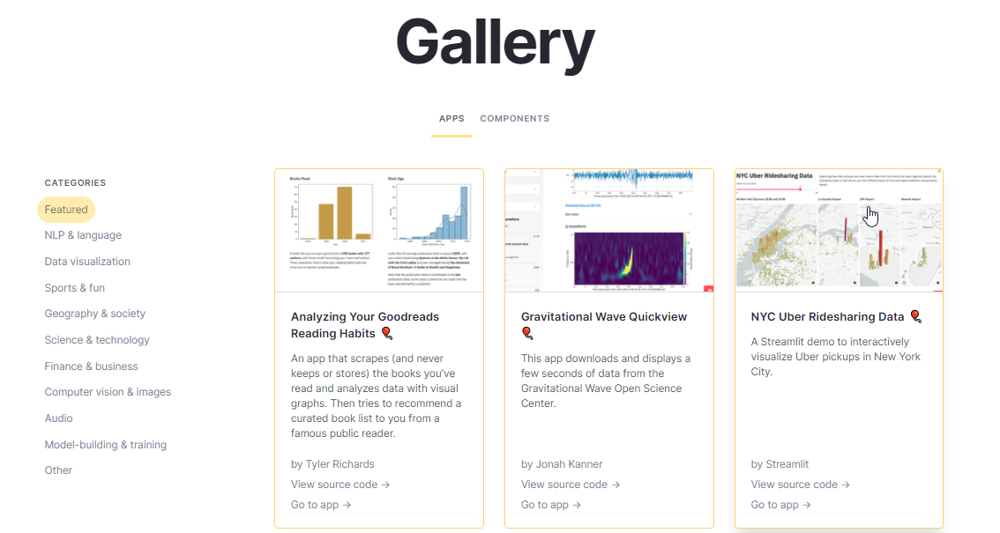 Gallery
APPS
COMPONENTS
CATEGORIES
Featured
NLP & language
Data visualization
Sports & fun
Geography & society
Science & technology
Finance & business
Computer vision & images
Audio
Model-building & training
Other
Books Read
Book Age
Analyzing Your Goodreads
Reading Habits
An app that scrapes (and never
keeps or stores) the books you've
read and analyzes data with visual
graphs. Then tries to recommend a
curated book list to you from a
famous public reader.
by Tyler Richards
View source code →
Go to app →
Q-transform
Gravitational Wave Quickview
This app downloads and displays a
few seconds of data from the
Gravitational Wave Open Science
Center.
by Jonah Kanner
View source code →
Go to app →
NYC Uber Ridesharing Data
NYC Uber Ridesharing Data
A Streamlit demo to interactively
visualize Uber pickups in New York
City.
by Streamlit
View source code →
Go to app →